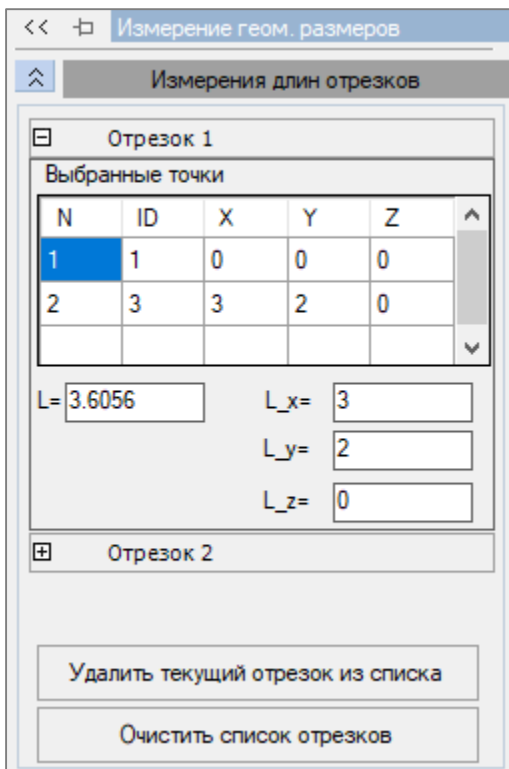 << Измерение геом. размеров
Измерения длин отрезков
Отрезок 1
Выбранные точки
N ID X Y Z
1 1 0 0 0
2 3 3 2 0
L= 3.6056 L_x= 3
L_y= 2
L_z= 0
Отрезок 2
Удалить текущий отрезок из списка
Очистить список отрезков